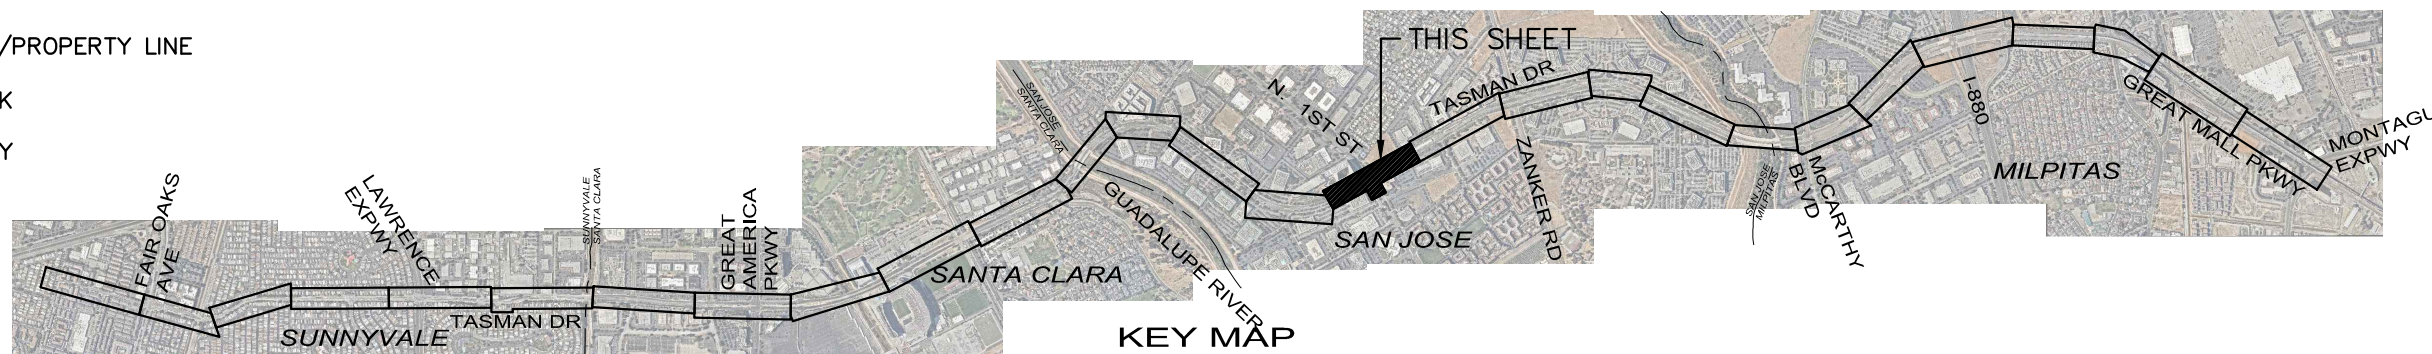 /PROPERTY LINE
K
Y
THIS SHEET
N. 1ST ST
TASMAN DR
SAN JOSE
SANTA CLARA
I-880
GREAT MALL PKWY
MONTAGU
EXPWY
MILPITAS
ZANKER RD
SAN JOSE
MILPITAS
McCARTHY
BLVD
SAN JOSE
GUADALUPE RIVER
SANTA CLARA
FAIR OAKS
AVE
LAWRENCE
EXPWY
SUNNYVALE
SANTA CLARA
GREAT
AMERICA
PKWY
TASMAN DR
SUNNYVALE
KEY MAP